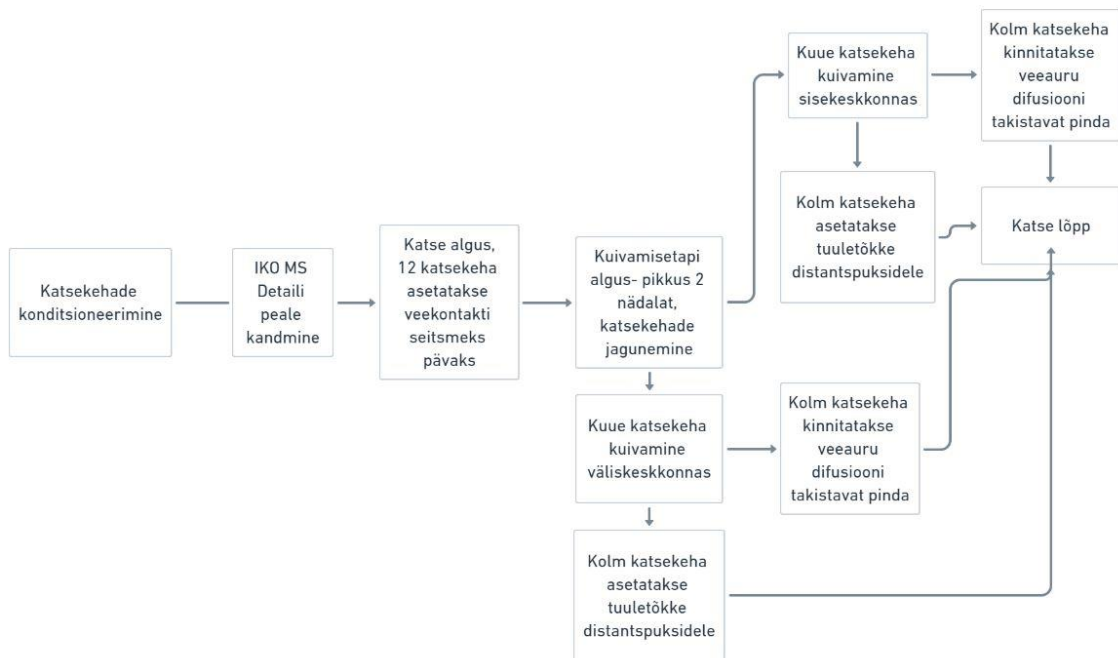 Katsekehade
konditsioneerimine
IKO MS
Detaili
peale
kandmine
Katse algus,
12 katsekeha
asetatakse
veekontakti
seitsmeks
pävaks
Kuivamisetapi
algus- pikkus 2
nädalat,
katsekehade
jagunemine
Kuue katsekeha
kuivamine
sisekeskkonnas
Kolm katsekeha
kinnitatakse
veeauru
difusiooni
takistavat pinda
Kolm katsekeha
asetatakse
tuuletõkke
distantspuksidele
Katse lõpp
Kuue katsekeha
kuivamine
väliskeskkonnas
Kolm katsekeha
kinnitatakse
veeauru
difusiooni
takistavat pinda
Kolm katsekeha
asetatakse
tuuletõkke
distantspuksidele